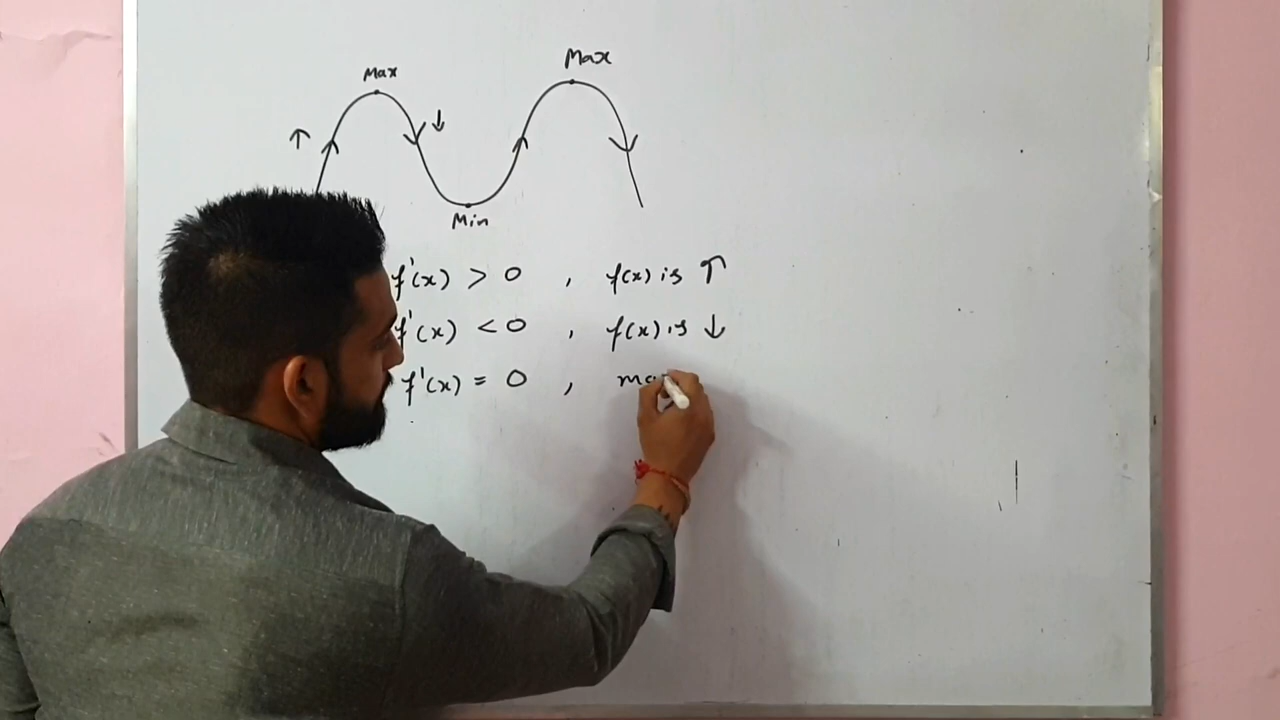 Max
Max
↑
↓
Min
f'(x) > 0 , f(x) is ↑
f'(x) < 0 , f(x) is ↓
f'(x) = 0 ,